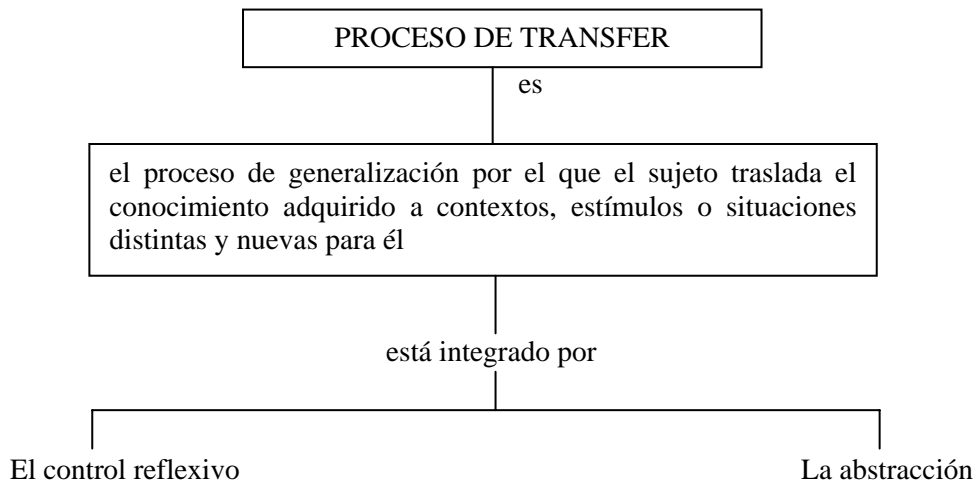 PROCESO DE TRANSFER
es
el proceso de generalización por el que el sujeto traslada el
conocimiento adquirido a contextos, estímulos o situaciones
distintas y nuevas para él
está integrado por
El control reflexivo
La abstracción